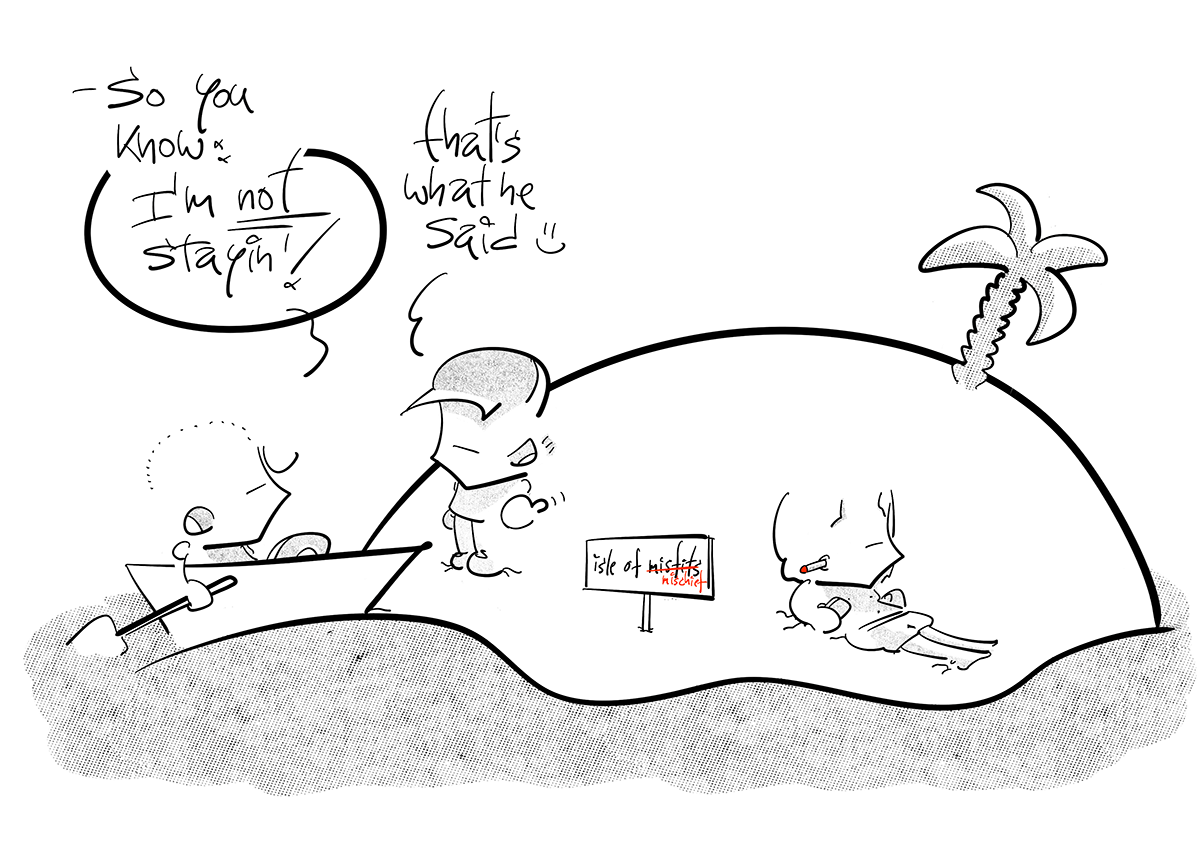 - So you
know:
I'm not
stayin'!
that's
what he
said :)
isle of misfits
mischief